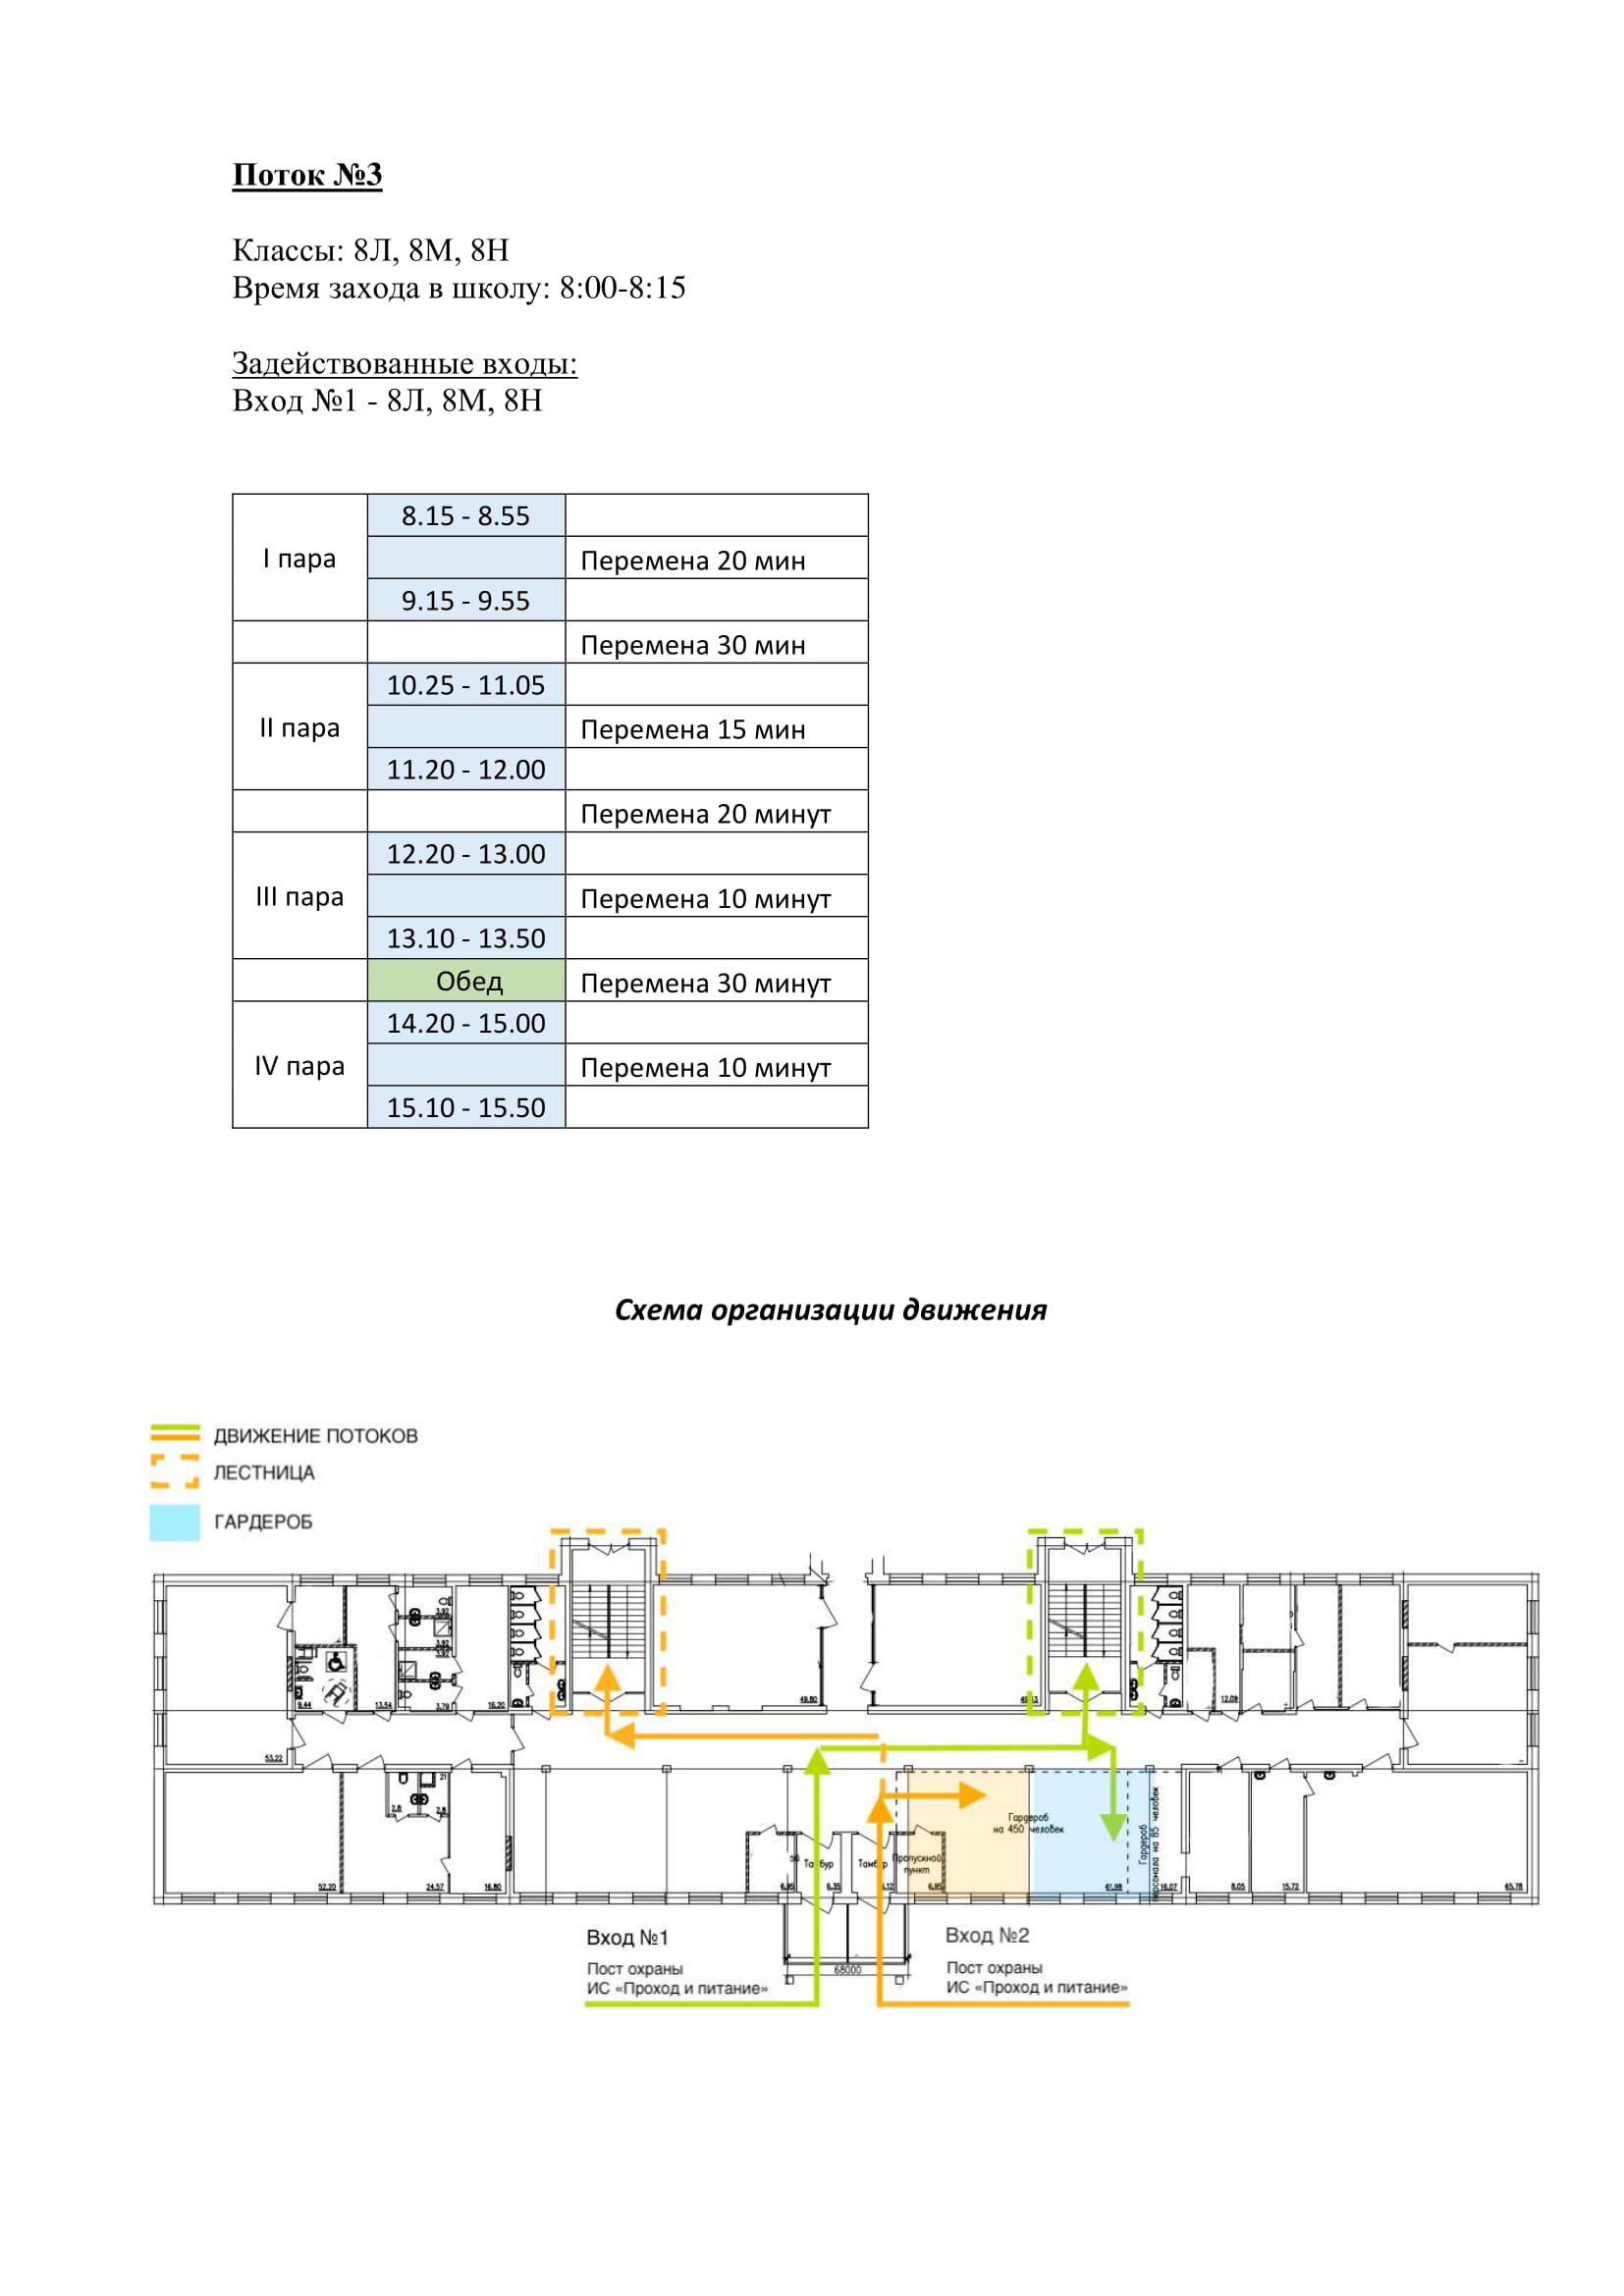 Поток №3
Классы: 8Л, 8М, 8Н
Время захода в школу: 8:00-8:15
Задействованные входы:
Вход №1 - 8Л, 8М, 8Н
I пара
8.15 - 8.55
Перемена 20 мин
9.15 - 9.55
Перемена 30 мин
II пара
10.25 - 11.05
Перемена 15 мин
11.20 - 12.00
Перемена 20 минут
III пара
12.20 - 13.00
Перемена 10 минут
13.10 - 13.50
Обед Перемена 30 минут
IV пара
14.20 - 15.00
Перемена 10 минут
15.10 - 15.50
Схема организации движения
ДВИЖЕНИЕ ПОТОКОВ
ЛЕСТНИЦА
ГАРДЕРОБ
3,92
3,92
3,92
9,44
13,54
3,79
16,20
49,80
12,09
53,22
21
2,8
2,8
Гардероб
на 450 человек
Гардероб
персонала на 85 человек
Тамбур
Пропускной
пункт
52,20
24,57
16,80
6,95
6,35
6,95
61,98
16,07
8,05
15,72
65,78
68000
Вход №1
Пост охраны
ИС «Проход и питание»
Вход №2
Пост охраны
ИС «Проход и питание»